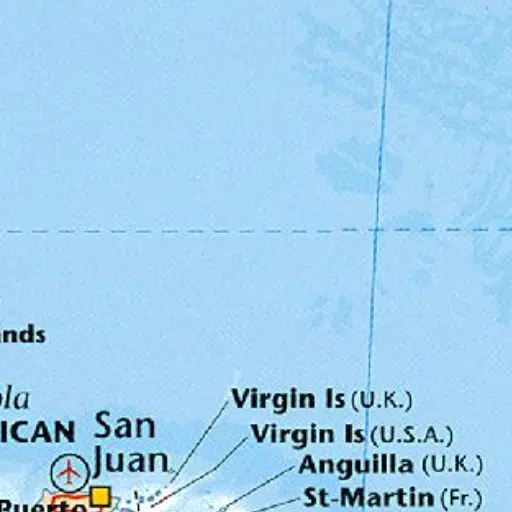 nds
ola
ICAN
San
Juan
Puerto
Virgin Is (U.K.)
Virgin Is (U.S.A.)
Anguilla (U.K.)
St-Martin (Fr.)